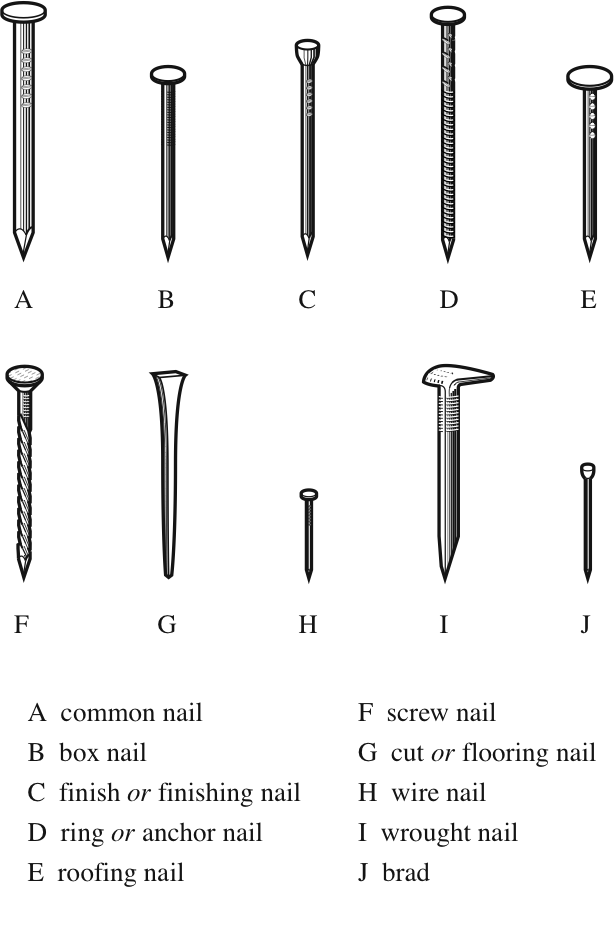 A B C D E
F G H I J
A common nail
B box nail
C finish or finishing nail
D ring or anchor nail
E roofing nail
F screw nail
G cut or flooring nail
H wire nail
I wrought nail
J brad